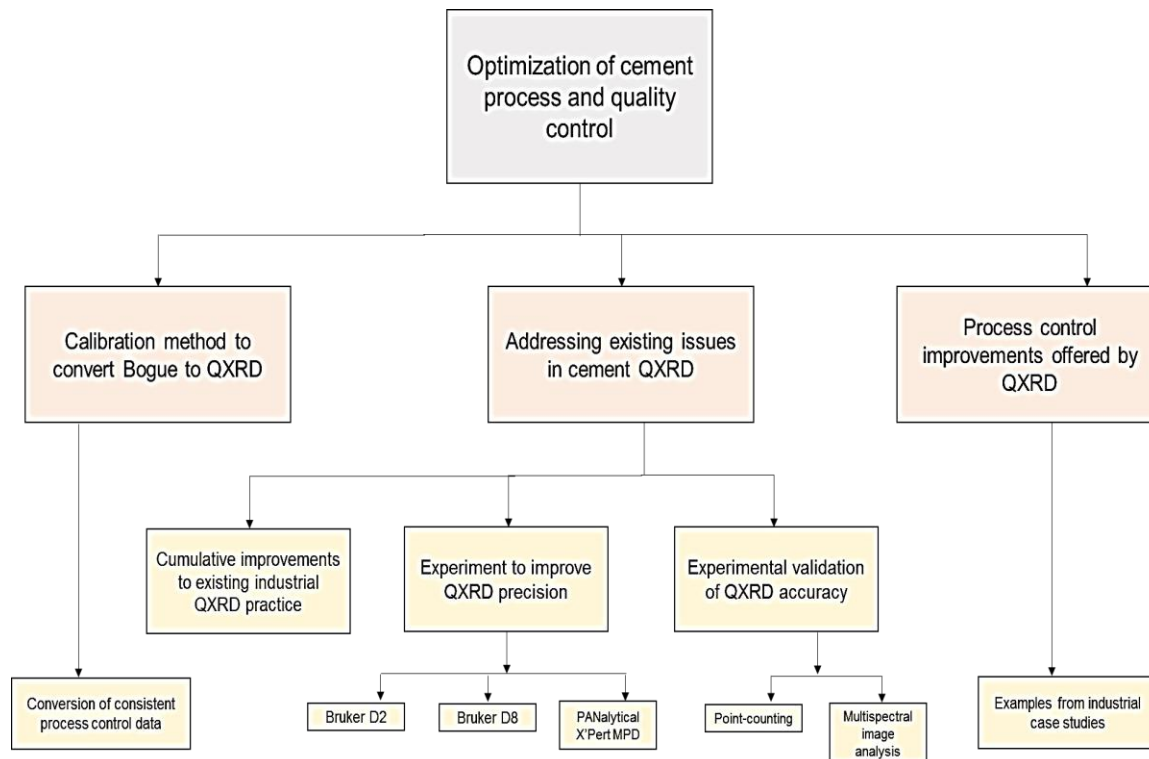 Optimization of cement
process and quality
control
Calibration method to
convert Bogue to QXRD
Addressing existing issues
in cement QXRD
Process control
improvements offered by
QXRD
Cumulative improvements
to existing industrial
QXRD practice
Experiment to improve
QXRD precision
Experimental validation
of QXRD accuracy
Conversion of consistent
process control data
Bruker D2
Bruker D8
PANalytical
X'Pert MPD
Point-counting
Multispectral
image
analysis
Examples from industrial
case studies